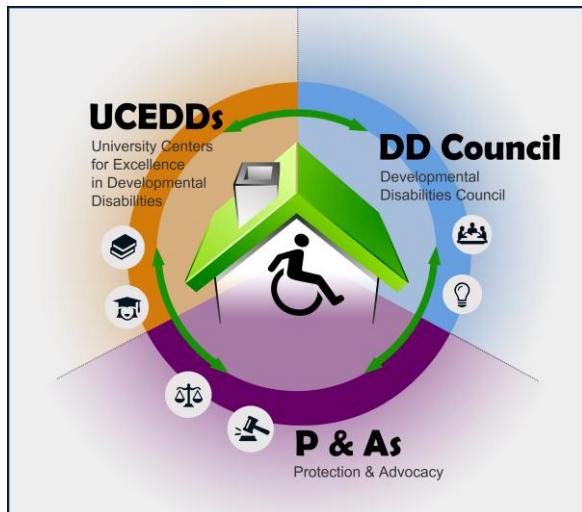 UCEDDs
University Centers
for Excellence
in Developmental
Disabilities
DD Council
Developmental
Disabilities Council
P & As
Protection & Advocacy